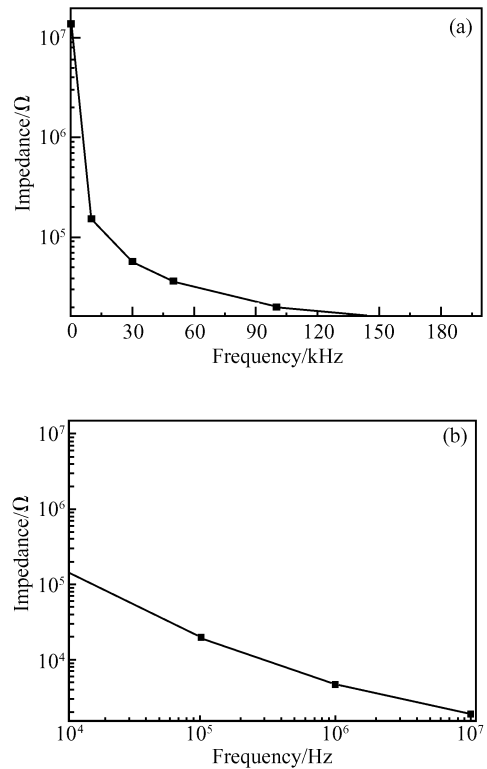 (a)
10⁷
10⁶
10⁵
Impedance/Ω
0 30 60 90 120 150 180
Frequency/kHz
(b)
10⁷
10⁶
10⁵
10⁴
Impedance/Ω
10⁴ 10⁵ 10⁶ 10⁷
Frequency/Hz